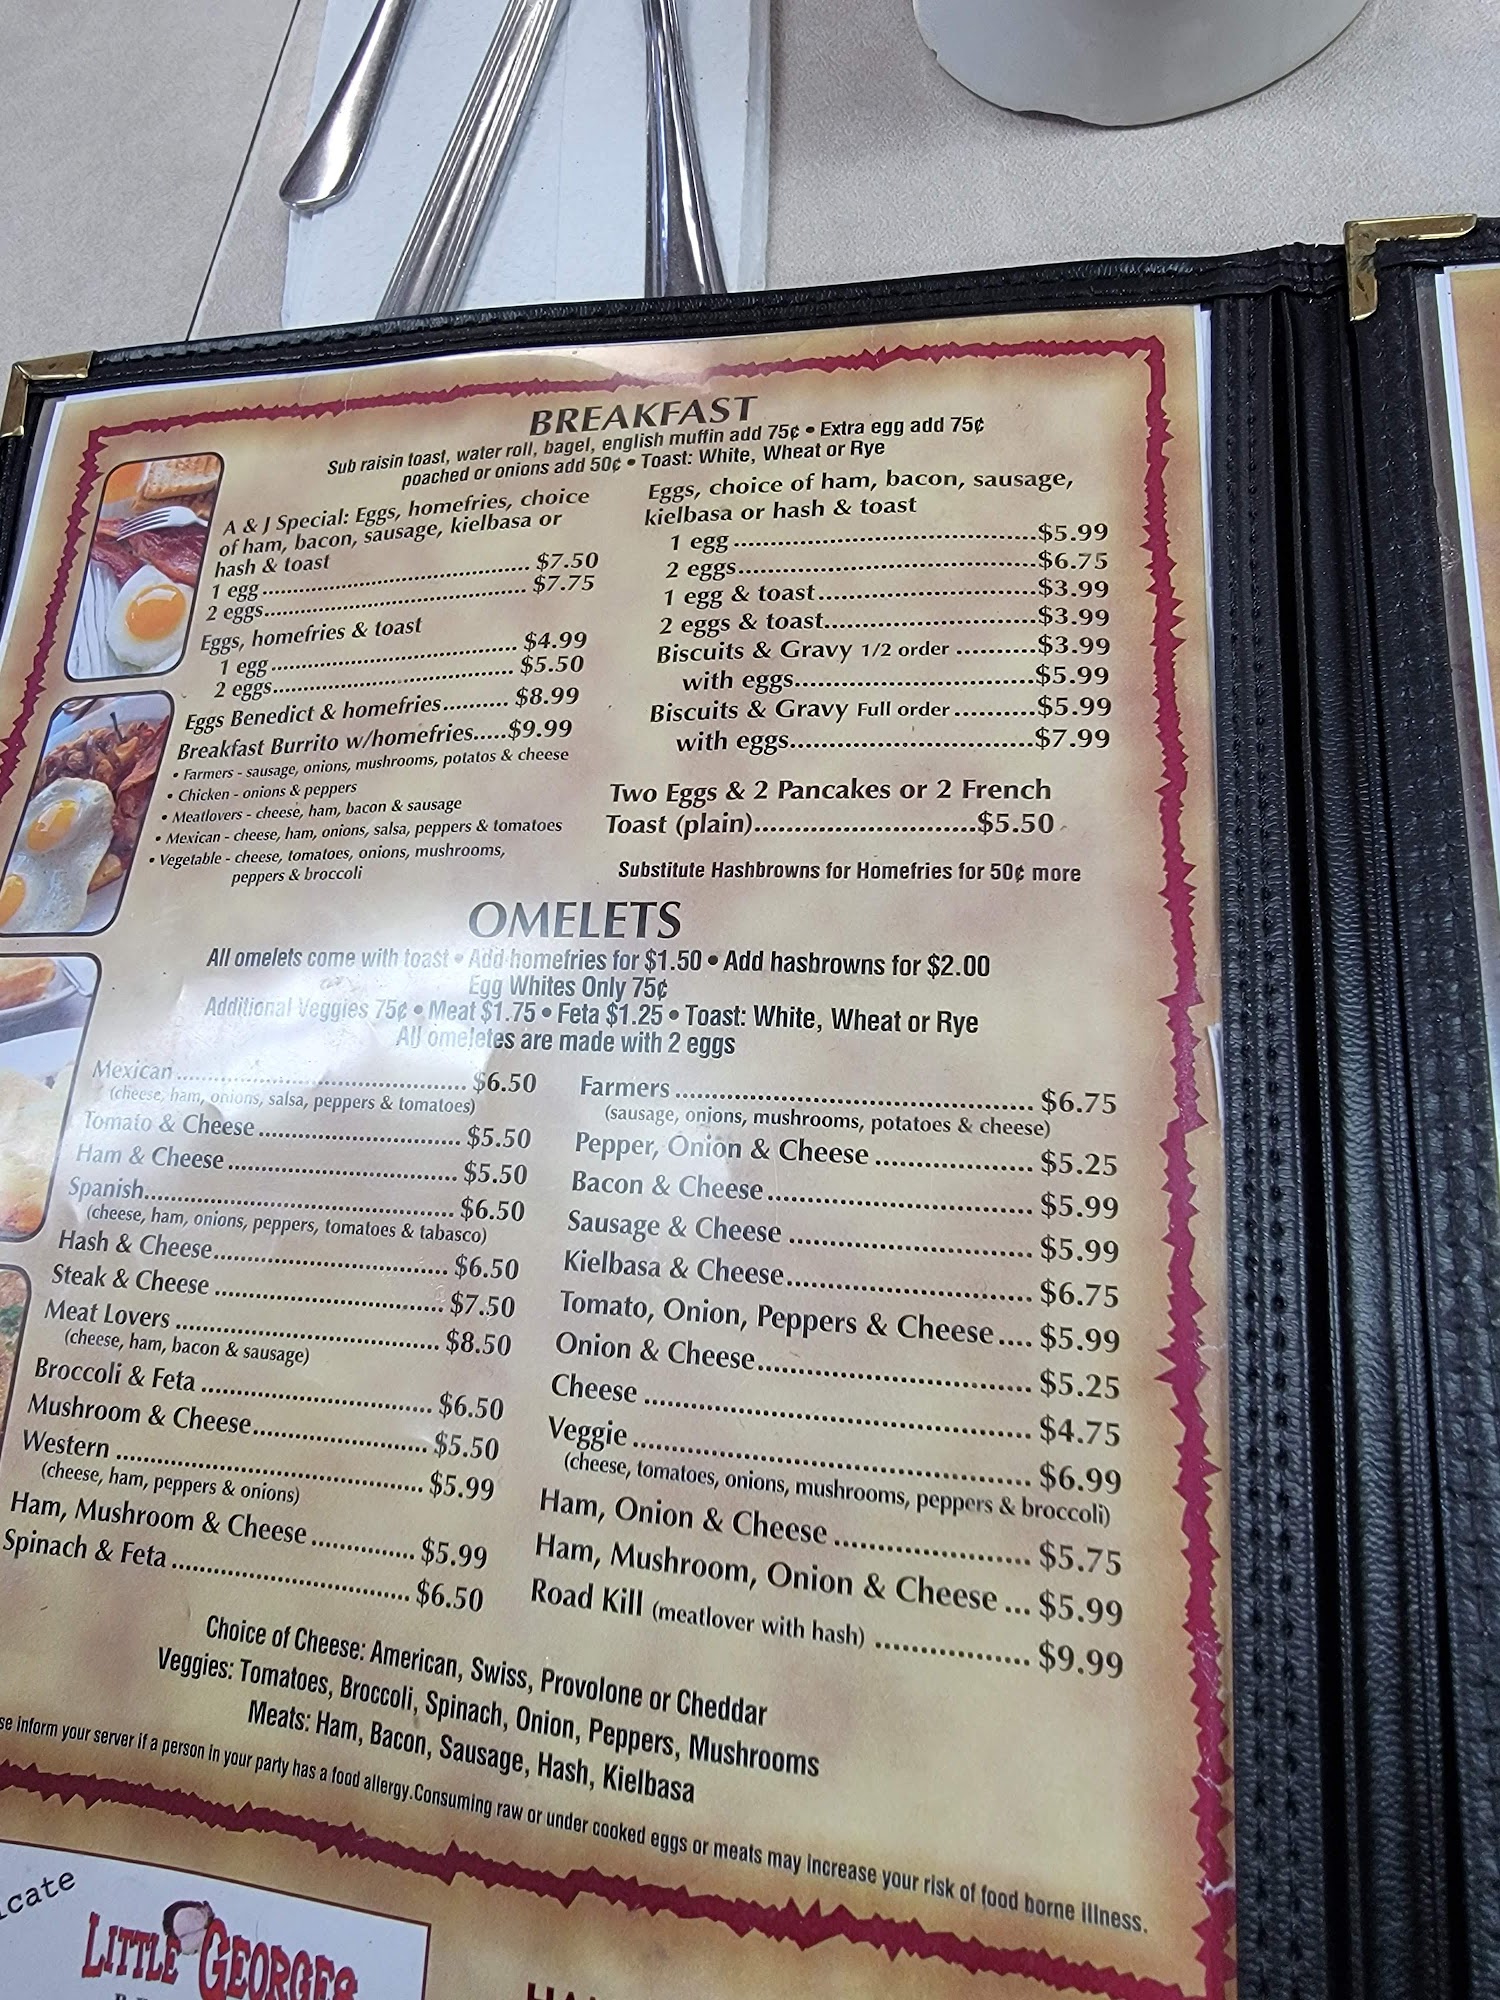 BREAKFAST
Sub raisin toast, water roll, bagel, english muffin add 75¢ • Extra egg add 75¢
poached or onions add 50¢ • Toast: White, Wheat or Rye
A & J Special: Eggs, homefries, choice
of ham, bacon, sausage, kielbasa or
hash & toast
1 egg ........ $7.50
2 eggs........ $7.75
Eggs, homefries & toast
1 egg ........ $4.99
2 eggs........ $5.50
Eggs Benedict & homefries.......... $8.99
Breakfast Burrito w/homefries.....$9.99
• Farmers - sausage, onions, mushrooms, potatos & cheese
• Chicken - onions & peppers
• Meatlovers - cheese, ham, bacon & sausage
• Mexican - cheese, ham, onions, salsa, peppers & tomatoes
• Vegetable - cheese, tomatoes, onions, mushrooms,
peppers & broccoli
Eggs, choice of ham, bacon, sausage,
kielbasa or hash & toast
1 egg ........$5.99
2 eggs........$6.75
1 egg & toast........$3.99
2 eggs & toast........$3.99
Biscuits & Gravy 1/2 order ..........$3.99
with eggs........$5.99
Biscuits & Gravy Full order ..........$5.99
with eggs........$7.99
Two Eggs & 2 Pancakes or 2 French
Toast (plain)........$5.50
Substitute Hashbrowns for Homefries for 50¢ more
OMELETS
All omelets come with toast • Add homefries for $1.50 • Add hasbrowns for $2.00
Egg Whites Only 75¢
Additional Veggies 75¢ • Meat $1.75 • Feta $1.25 • Toast: White, Wheat or Rye
All omeletes are made with 2 eggs
Mexican ........ $6.50
(cheese, ham, onions, salsa, peppers & tomatoes)
Tomato & Cheese ........ $5.50
Ham & Cheese ........ $5.50
Spanish........ $6.50
(cheese, ham, onions, peppers, tomatoes & tabasco)
Hash & Cheese........ $6.50
Steak & Cheese ........ $7.50
Meat Lovers ........ $8.50
(cheese, ham, bacon & sausage)
Broccoli & Feta ........ $6.50
Mushroom & Cheese........ $5.50
Western ........ $5.99
(cheese, ham, peppers & onions)
Ham, Mushroom & Cheese ........ $5.99
Spinach & Feta ........ $6.50
Farmers ........ $6.75
(sausage, onions, mushrooms, potatoes & cheese)
Pepper, Onion & Cheese ........ $5.25
Bacon & Cheese........ $5.99
Sausage & Cheese ........ $5.99
Kielbasa & Cheese........ $6.75
Tomato, Onion, Peppers & Cheese.... $5.99
Onion & Cheese........ $5.25
Cheese ........ $4.75
Veggie ........ $6.99
(cheese, tomatoes, onions, mushrooms, peppers & broccoli)
Ham, Onion & Cheese ........ $5.75
Ham, Mushroom, Onion & Cheese ... $5.99
Road Kill (meatlover with hash) ........ $9.99
Choice of Cheese: American, Swiss, Provolone or Cheddar
Veggies: Tomatoes, Broccoli, Spinach, Onion, Peppers, Mushrooms
Meats: Ham, Bacon, Sausage, Hash, Kielbasa
se inform your server if a person in your party has a food allergy.Consuming raw or under cooked eggs or meats may increase your risk of food borne illness.
icate
LITTLE GEORGES